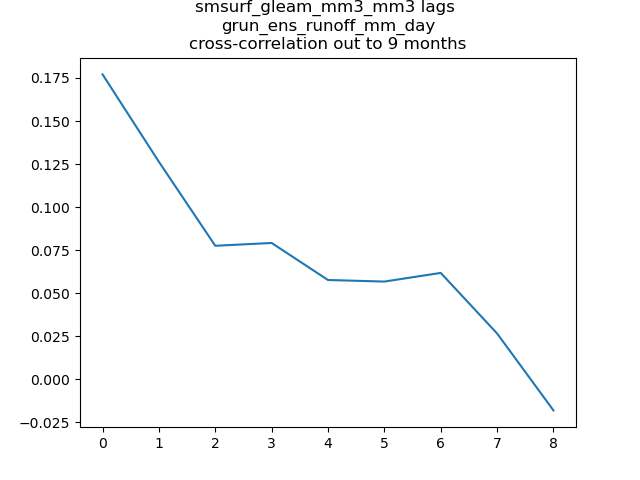 smsurf_gleam_mm3_mm3 lags
grun_ens_runoff_mm_day
cross-correlation out to 9 months
0.175
0.150
0.125
0.100
0.075
0.050
0.025
0.000
−0.025
0 1 2 3 4 5 6 7 8